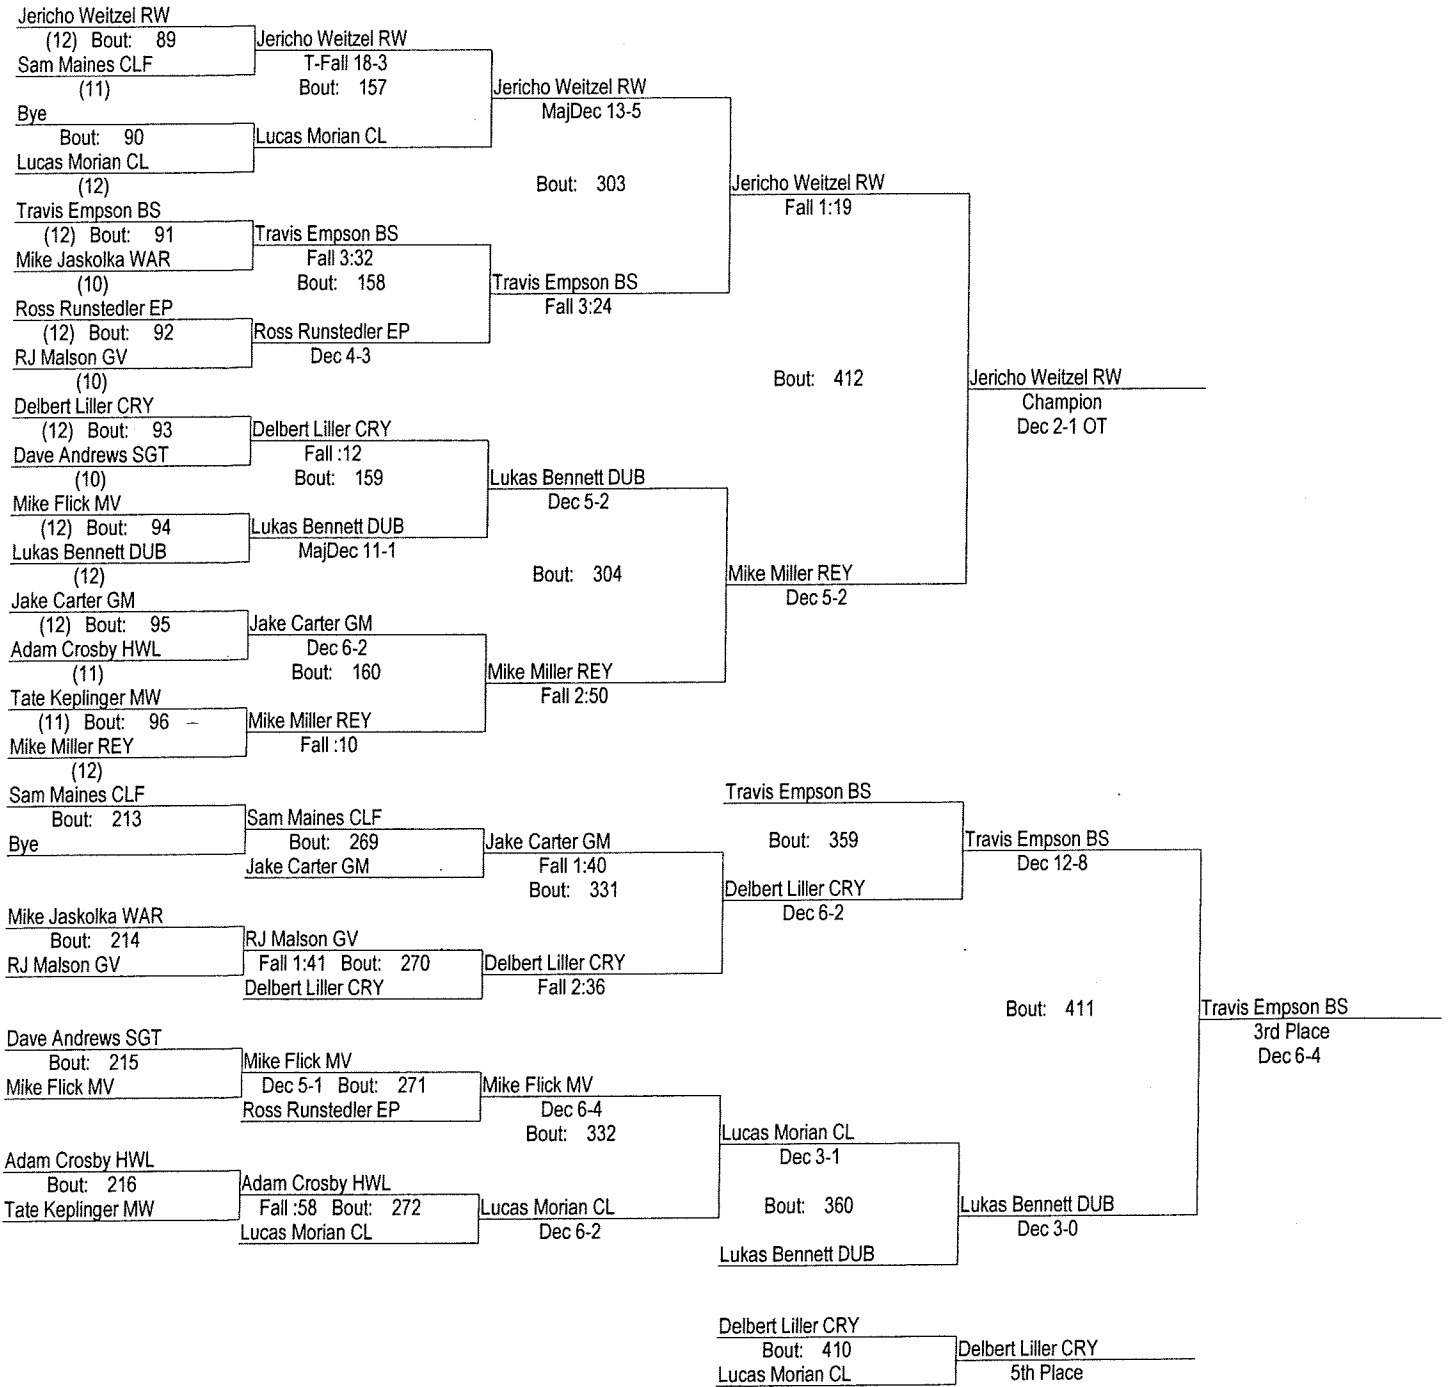 Jericho Weitzel RW
(12) Bout: 89
Sam Maines CLF
(11)
Bye
Bout: 90
Lucas Morian CL
(12)
Travis Empson BS
(12) Bout: 91
Mike Jaskolka WAR
(10)
Ross Runstedler EP
(12) Bout: 92
RJ Malson GV
(10)
Delbert Liller CRY
(12) Bout: 93
Dave Andrews SGT
(10)
Mike Flick MV
(12) Bout: 94
Lukas Bennett DUB
(12)
Jake Carter GM
(12) Bout: 95
Adam Crosby HWL
(11)
Tate Keplinger MW
(11) Bout: 96
Mike Miller REY
(12)
Jericho Weitzel RW
T-Fall 18-3
Bout: 157
Lucas Morian CL
Travis Empson BS
Fall 3:32
Bout: 158
Ross Runstedler EP
Dec 4-3
Delbert Liller CRY
Fall :12
Bout: 159
Lukas Bennett DUB
MajDec 11-1
Jake Carter GM
Dec 6-2
Bout: 160
Mike Miller REY
Fall :10
Jericho Weitzel RW
MajDec 13-5
Bout: 303
Travis Empson BS
Fall 3:24
Lukas Bennett DUB
Dec 5-2
Bout: 304
Mike Miller REY
Fall 2:50
Jericho Weitzel RW
Fall 1:19
Bout: 412
Mike Miller REY
Dec 5-2
Jericho Weitzel RW
Champion
Dec 2-1 OT
Sam Maines CLF
Bout: 213
Bye
Mike Jaskolka WAR
Bout: 214
RJ Malson GV
Dave Andrews SGT
Bout: 215
Mike Flick MV
Adam Crosby HWL
Bout: 216
Tate Keplinger MW
Sam Maines CLF
Bout: 269
Jake Carter GM
RJ Malson GV
Fall 1:41 Bout: 270
Delbert Liller CRY
Mike Flick MV
Dec 5-1 Bout: 271
Ross Runstedler EP
Adam Crosby HWL
Fall :58 Bout: 272
Lucas Morian CL
Jake Carter GM
Fall 1:40
Bout: 331
Delbert Liller CRY
Fall 2:36
Mike Flick MV
Dec 6-4
Bout: 332
Lucas Morian CL
Dec 6-2
Travis Empson BS
Bout: 359
Delbert Liller CRY
Dec 6-2
Lucas Morian CL
Dec 3-1
Bout: 360
Lukas Bennett DUB
Travis Empson BS
Dec 12-8
Bout: 411
Lukas Bennett DUB
Dec 3-0
Travis Empson BS
3rd Place
Dec 6-4
Delbert Liller CRY
Bout: 410
Lucas Morian CL
Delbert Liller CRY
5th Place